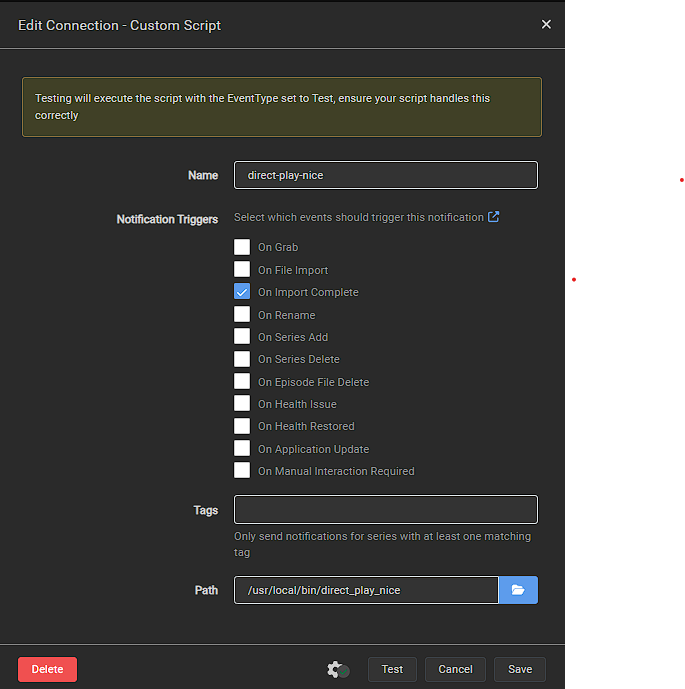 Edit Connection - Custom Script
Testing will execute the script with the EventType set to Test, ensure your script handles this
correctly
Name
direct-play-nice
Notification Triggers
Select which events should trigger this notification
On Grab
On File Import
On Import Complete
On Rename
On Series Add
On Series Delete
On Episode File Delete
On Health Issue
On Health Restored
On Application Update
On Manual Interaction Required
Tags
Only send notifications for series with at least one matching
tag
Path
/usr/local/bin/direct_play_nice
Delete
Test
Cancel
Save